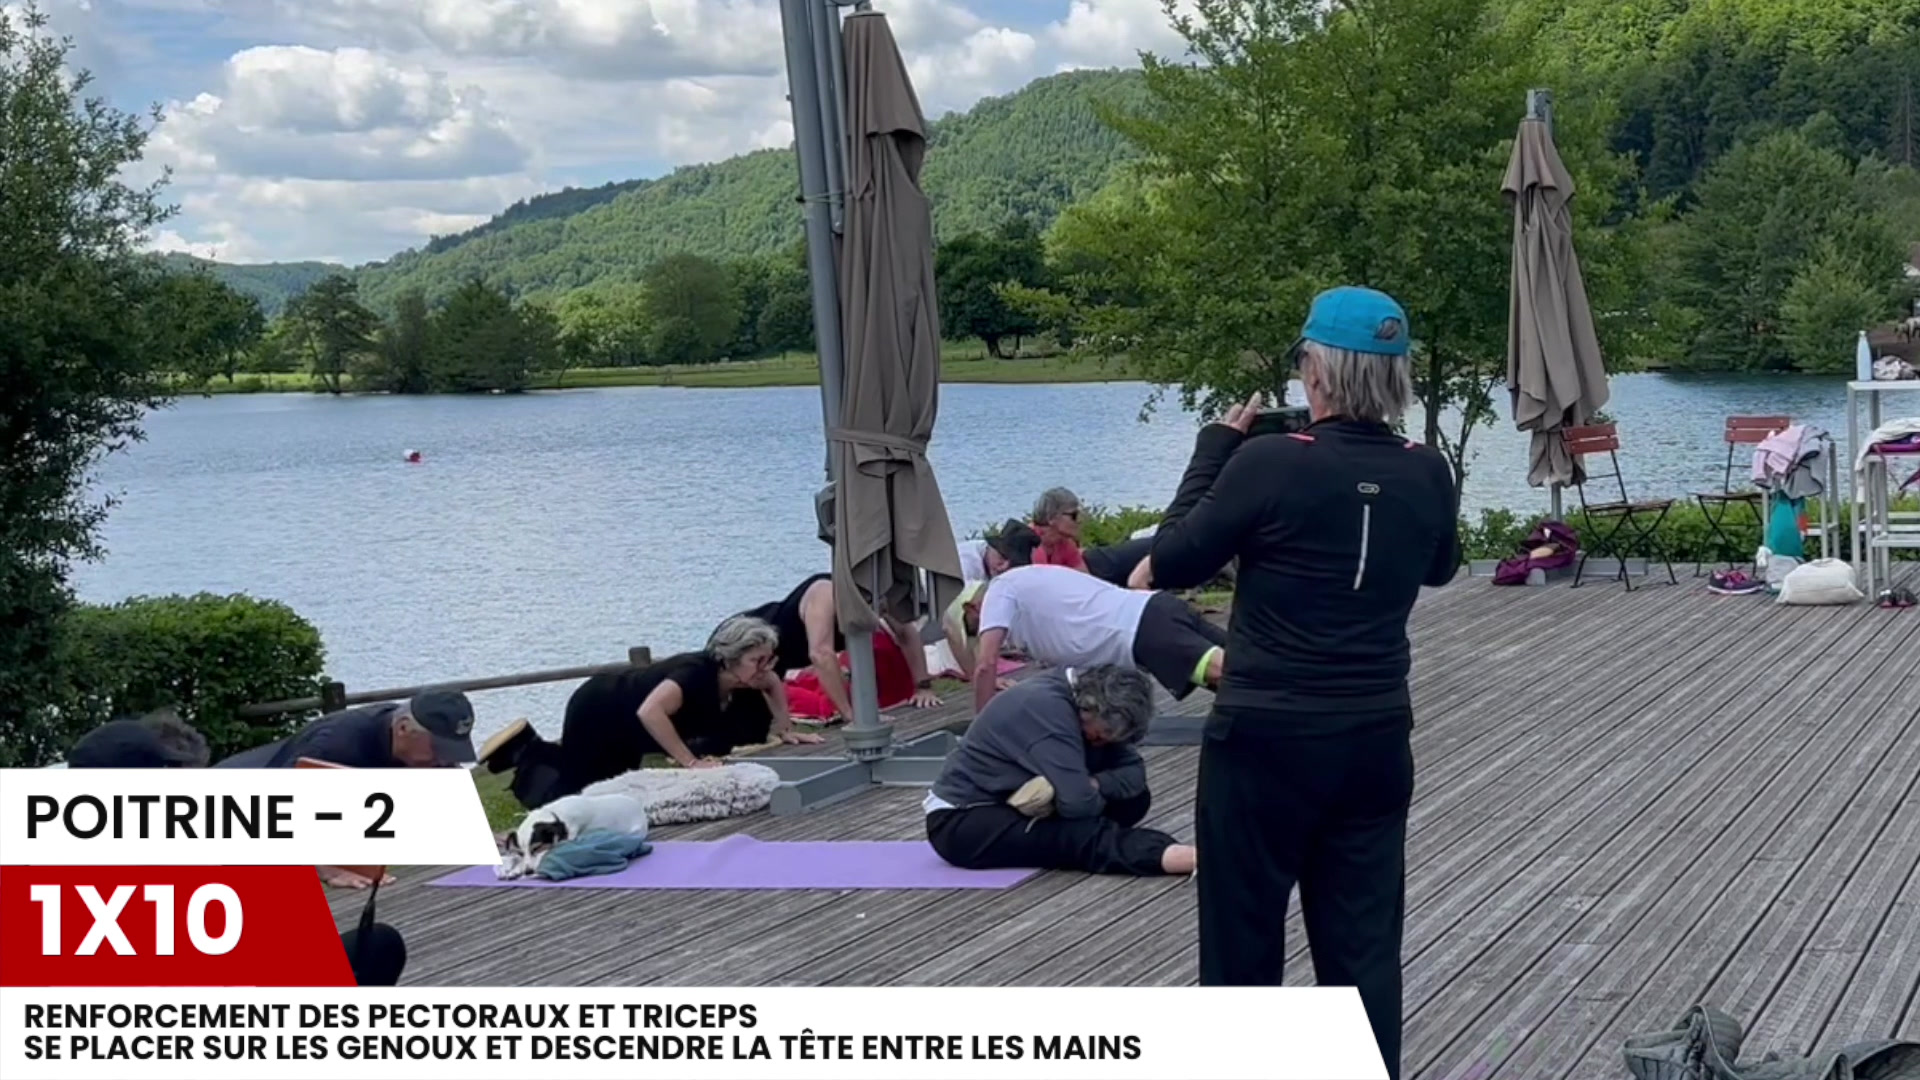 POITRINE - 2
1X10
RENFORCEMENT DES PECTORAUX ET TRICEPS
SE PLACER SUR LES GENOUX ET DESCENDRE LA TÊTE ENTRE LES MAINS